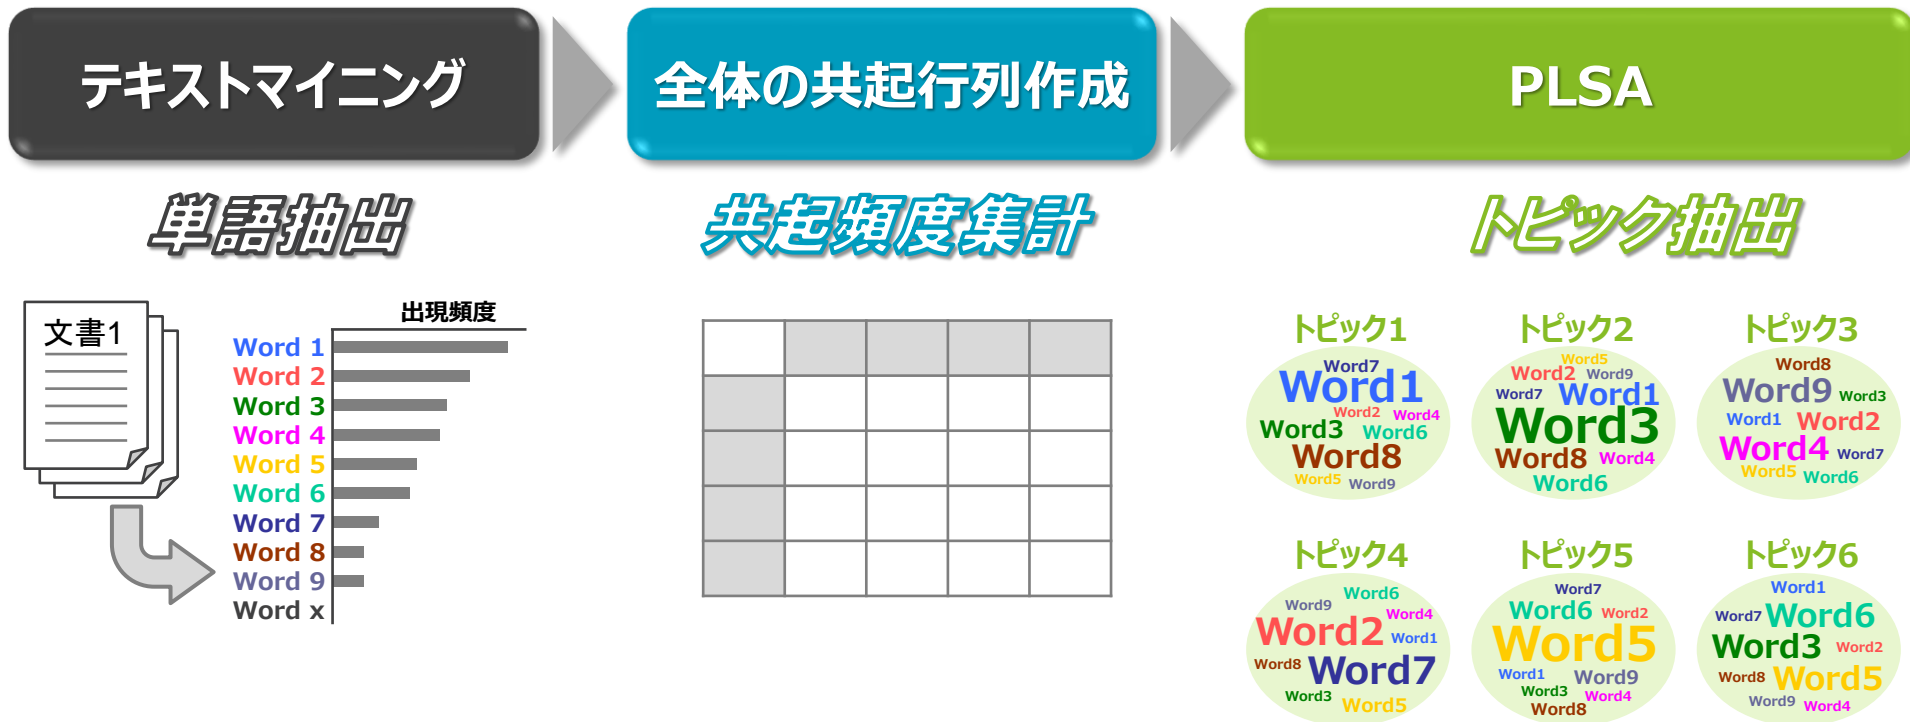 テキストマイニング
全体の共起行列作成
PLSA
単語抽出
共起頻度集計
トピック抽出
文書1
出現頻度
Word 1
Word 2
Word 3
Word 4
Word 5
Word 6
Word 7
Word 8
Word 9
Word x
トピック1
Word7
Word1
Word2 Word4
Word3 Word6
Word8
Word5 Word9
トピック2
Word5
Word2 Word9
Word7 Word1
Word3
Word8 Word4
Word6
トピック3
Word8
Word9 Word3
Word1 Word2
Word4 Word7
Word5 Word6
トピック4
Word6
Word9 Word4
Word2 Word1
Word8 Word7
Word3 Word5
トピック5
Word7
Word6 Word2
Word5
Word1 Word9
Word3 Word4
Word8
トピック6
Word1
Word7 Word6
Word3 Word2
Word8 Word5
Word9 Word4